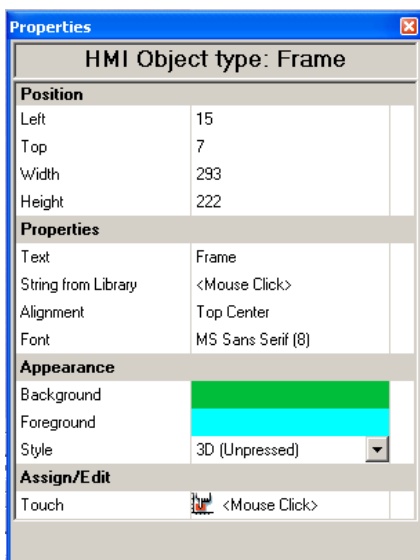 Properties
HMI Object type: Frame
Position
Left 15
Top 7
Width 293
Height 222
Properties
Text Frame
String from Library <Mouse Click>
Alignment Top Center
Font MS Sans Serif (8)
Appearance
Background
Foreground
Style 3D (Unpressed)
Assign/Edit
Touch <Mouse Click>